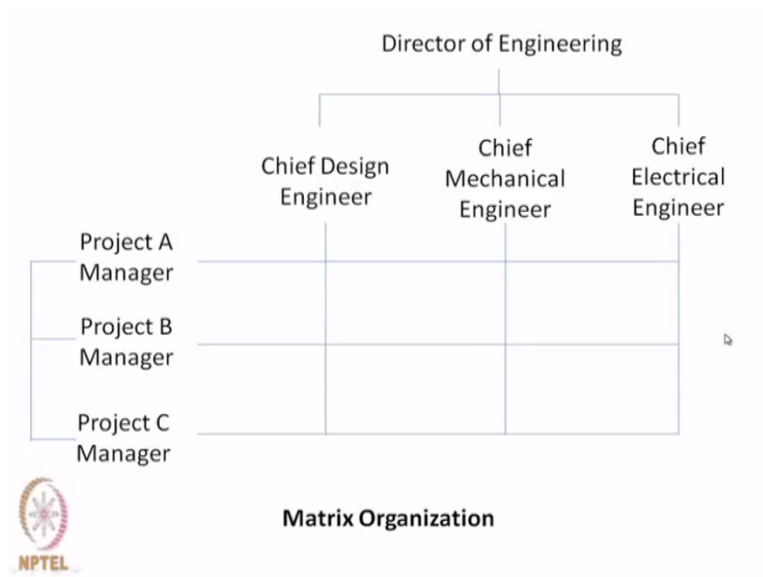 Director of Engineering
Chief Design
Engineer
Chief
Mechanical
Engineer
Chief
Electrical
Engineer
Project A
Manager
Project B
Manager
Project C
Manager
Matrix Organization
NPTEL